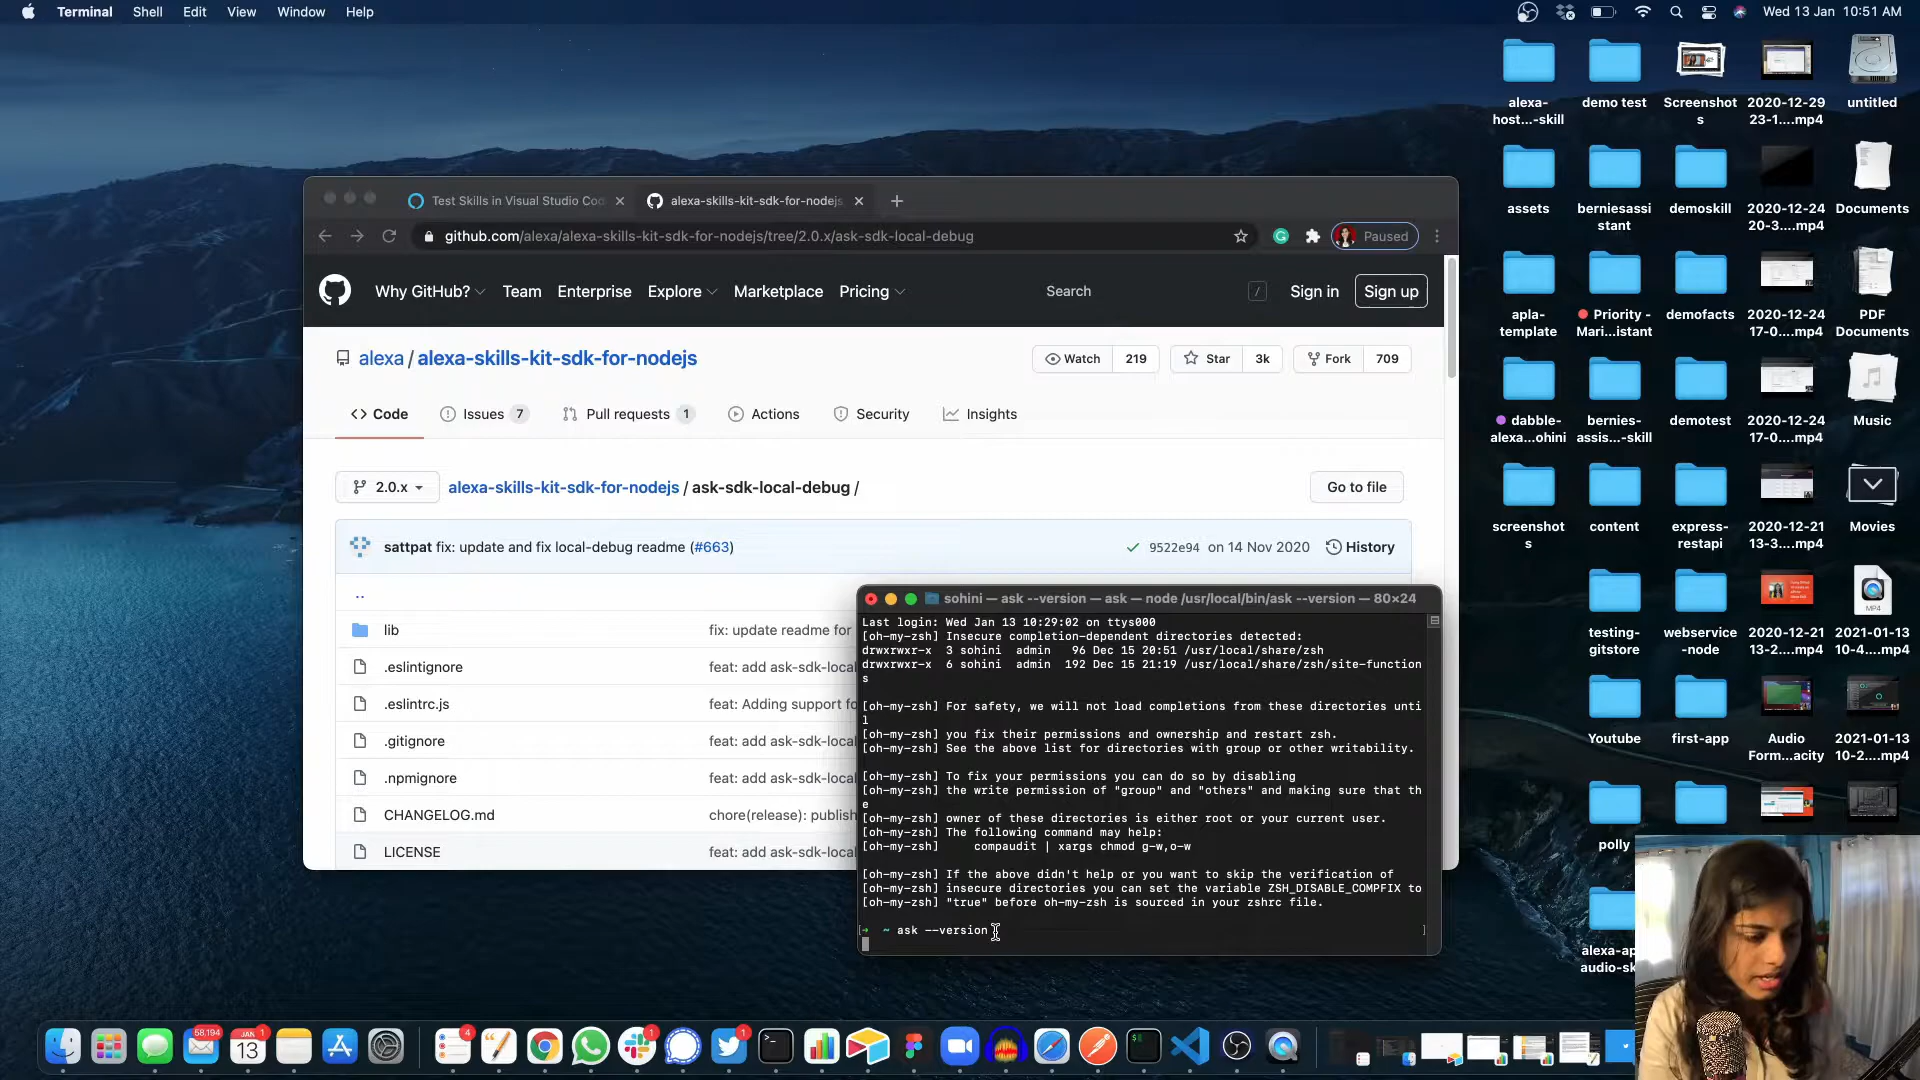 Terminal Shell Edit View Window Help
Wed 13 Jan 10:51 AM
Test Skills in Visual Studio Cod
alexa-skills-kit-sdk-for-nodejs
github.com/alexa/alexa-skills-kit-sdk-for-nodejs/tree/2.0.x/ask-sdk-local-debug
Paused
Why GitHub? Team Enterprise Explore Marketplace Pricing
Search
/
Sign in
Sign up
alexa / alexa-skills-kit-sdk-for-nodejs
Watch 219
Star 3k
Fork 709
Code
Issues 7
Pull requests 1
Actions
Security
Insights
2.0.x
alexa-skills-kit-sdk-for-nodejs / ask-sdk-local-debug /
Go to file
sattpat fix: update and fix local-debug readme (#663)
9522e94 on 14 Nov 2020
History
..
lib fix: update readme for
.eslintignore feat: add ask-sdk-local
.eslintrc.js feat: Adding support fo
.gitignore feat: add ask-sdk-local
.npmignore feat: add ask-sdk-local
CHANGELOG.md chore(release): publish
LICENSE feat: add ask-sdk-local
sohini — ask --version — ask — node /usr/local/bin/ask --version — 80×24
Last login: Wed Jan 13 10:29:02 on ttys000
[oh-my-zsh] Insecure completion-dependent directories detected:
drwxrwxr-x 3 sohini admin 96 Dec 15 20:51 /usr/local/share/zsh
drwxrwxr-x 6 sohini admin 192 Dec 15 21:19 /usr/local/share/zsh/site-function
s
[oh-my-zsh] For safety, we will not load completions from these directories unti
l
[oh-my-zsh] you fix their permissions and ownership and restart zsh.
[oh-my-zsh] See the above list for directories with group or other writability.
[oh-my-zsh] To fix your permissions you can do so by disabling
[oh-my-zsh] the write permission of "group" and "others" and making sure that th
e
[oh-my-zsh] owner of these directories is either root or your current user.
[oh-my-zsh] The following command may help:
[oh-my-zsh] compaudit | xargs chmod g-w,o-w
[oh-my-zsh] If the above didn't help or you want to skip the verification of
[oh-my-zsh] insecure directories you can set the variable ZSH_DISABLE_COMPFIX to
[oh-my-zsh] "true" before oh-my-zsh is sourced in your zshrc file.
[➜ ~ ask --version ]
alexa-
host...-skill
demo test
Screenshot
s
2020-12-29
23-1....mp4
untitled
assets
berniesassi
stant
demoskill
2020-12-24
20-3....mp4
Documents
apla-
template
Priority -
Mari...istant
demofacts
2020-12-24
17-0....mp4
PDF
Documents
dabble-
alexa...ohini
bernies-
assis...-skill
demotest
2020-12-24
17-0....mp4
Music
screenshot
s
content
express-
restapi
2020-12-21
13-3....mp4
Movies
testing-
gitstore
webservice
-node
2020-12-21
13-2....mp4
MP4
2021-01-13
10-4....mp4
Youtube
first-app
Audio
Form...acity
2021-01-13
10-2....mp4
polly
alexa-ap
audio-sk
58,194
JAN 1
13
4
1
1